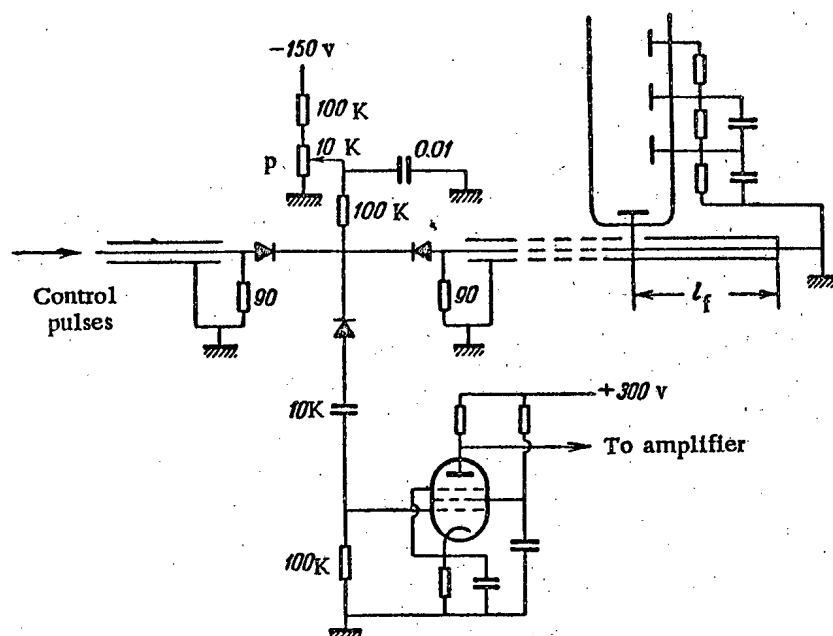 -150 v
100 K
10 K
p
0.01
100 K
Control
pulses
90
90
l_f
10K
+300 v
To amplifier
100K